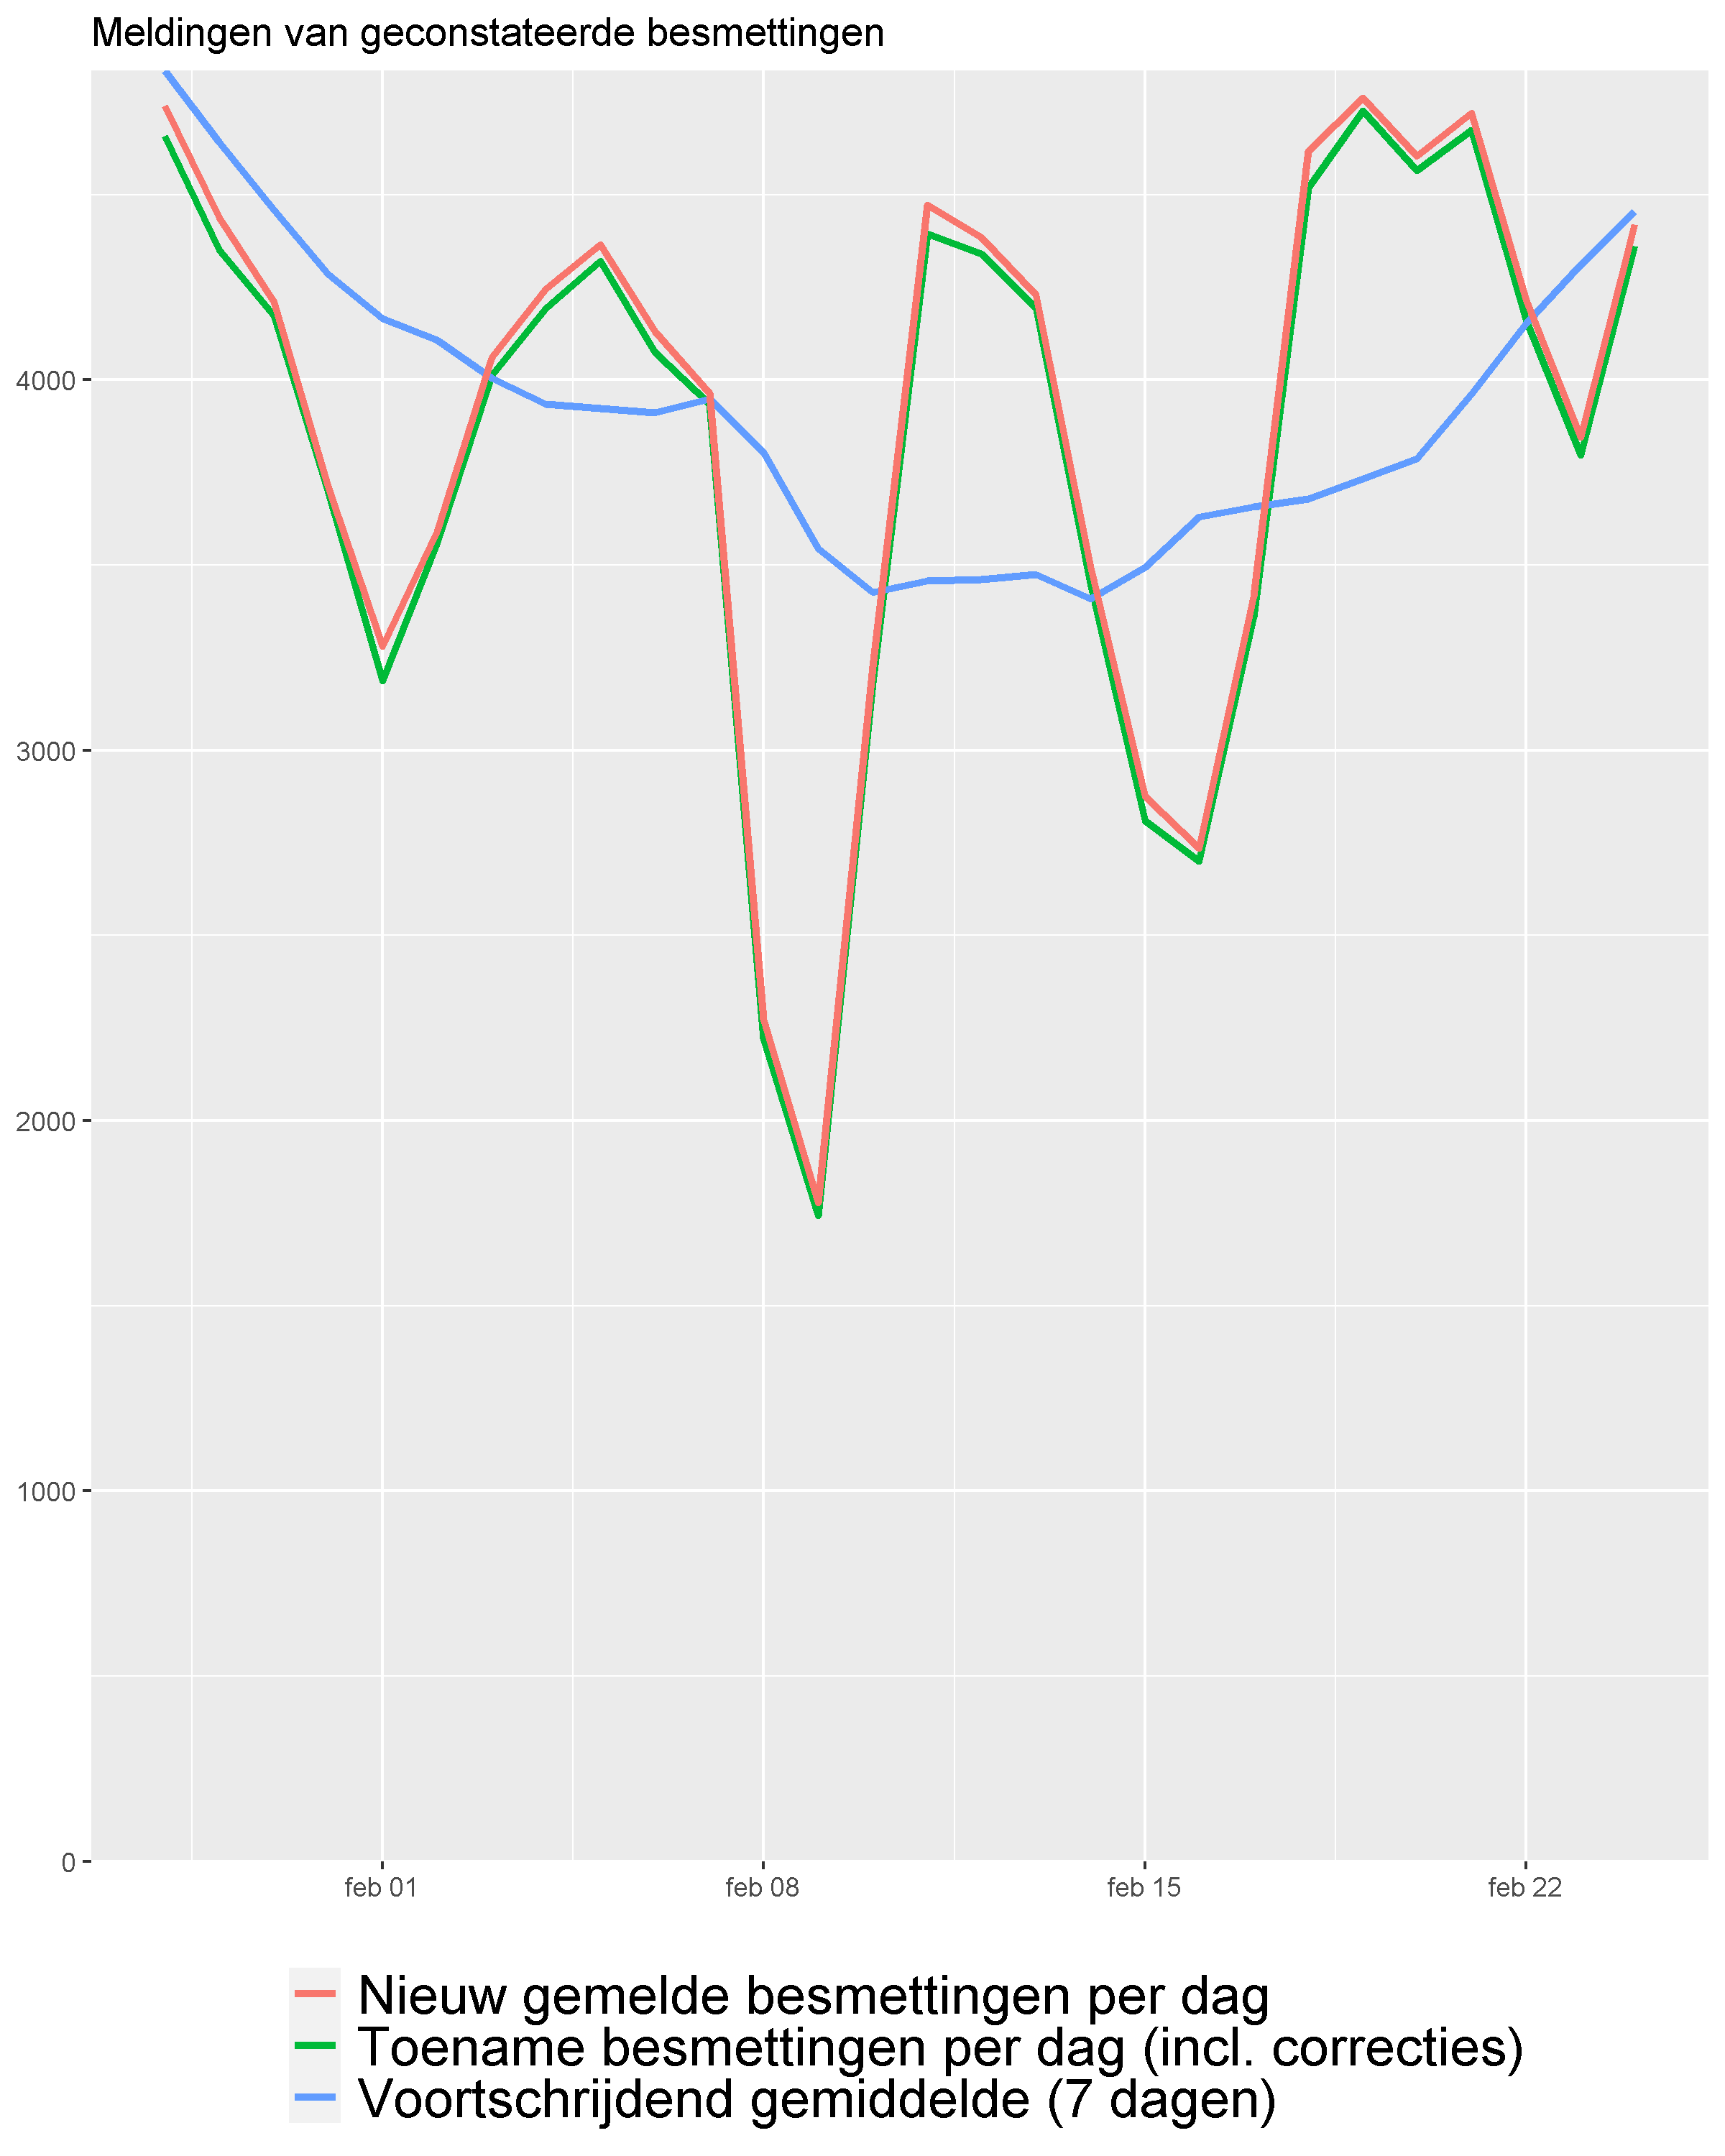 Meldingen van geconstateerde besmettingen
4000
3000
2000
1000
0
feb 01
feb 08
feb 15
feb 22
Nieuw gemelde besmettingen per dag
Toename besmettingen per dag (incl. correcties)
Voortschrijdend gemiddelde (7 dagen)